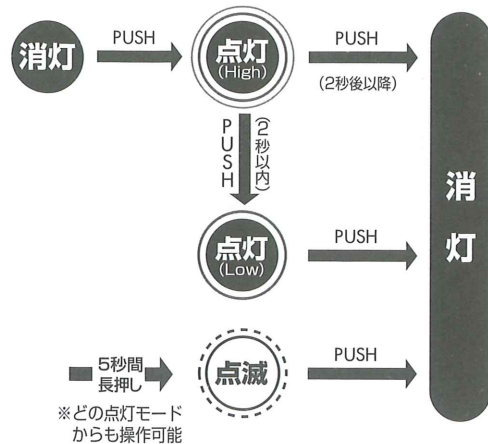 消灯
PUSH
点灯
(High)
PUSH
(2秒後以降)
PUSH
(2秒以内)
消灯
点灯
(Low)
PUSH
5秒間
長押し
点滅
PUSH
※どの点灯モード
からも操作可能